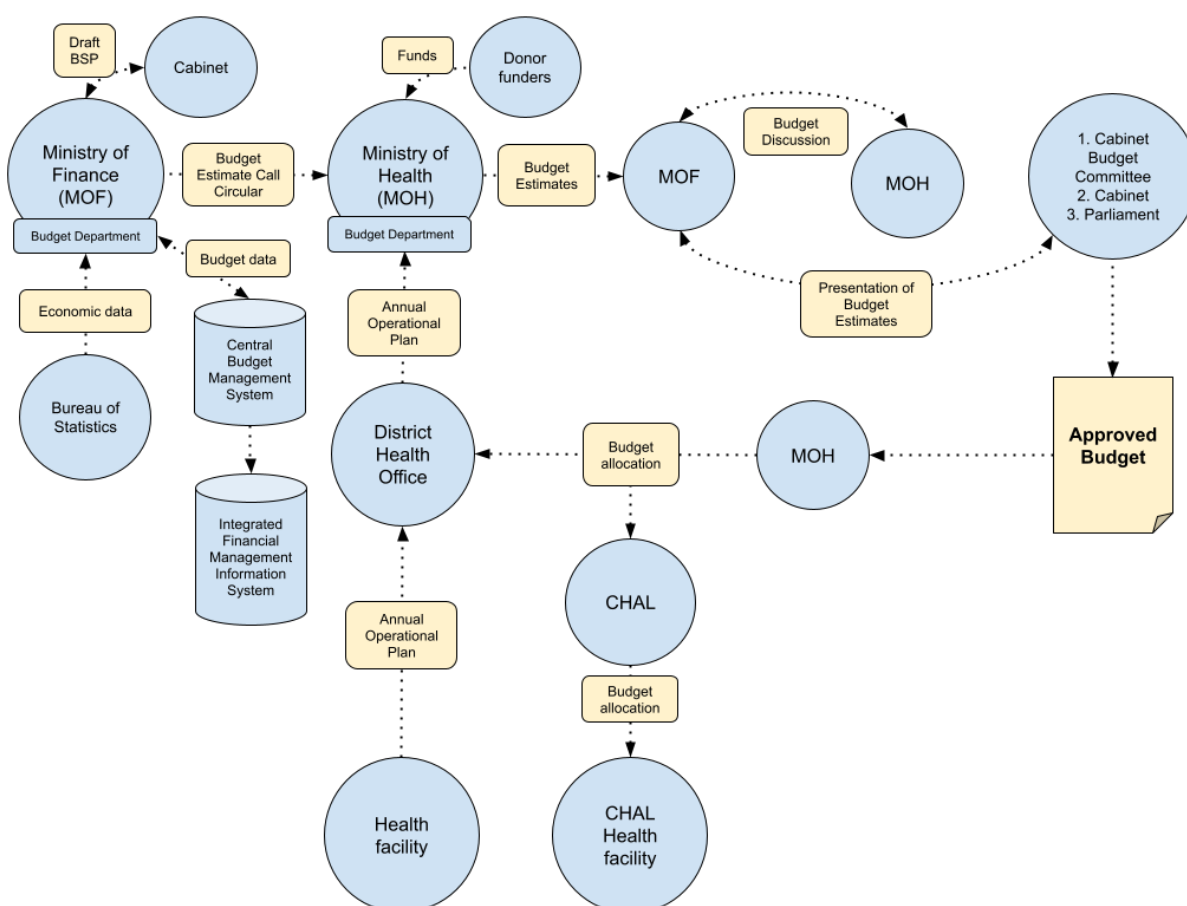 Draft
BSP
Cabinet
Funds
Donor
funders
Ministry of
Finance
(MOF)
Budget
Estimate Call
Circular
Ministry of
Health
(MOH)
Budget
Estimates
MOF
Budget
Discussion
MOH
1. Cabinet
Budget
Committee
2. Cabinet
3. Parliament
Budget Department
Budget Department
Budget data
Economic data
Annual
Operational
Plan
Presentation of
Budget
Estimates
Central
Budget
Management
System
Bureau of
Statistics
District
Health
Office
Budget
allocation
MOH
Approved
Budget
Integrated
Financial
Management
Information
System
CHAL
Annual
Operational
Plan
Budget
allocation
Health
facility
CHAL
Health
facility